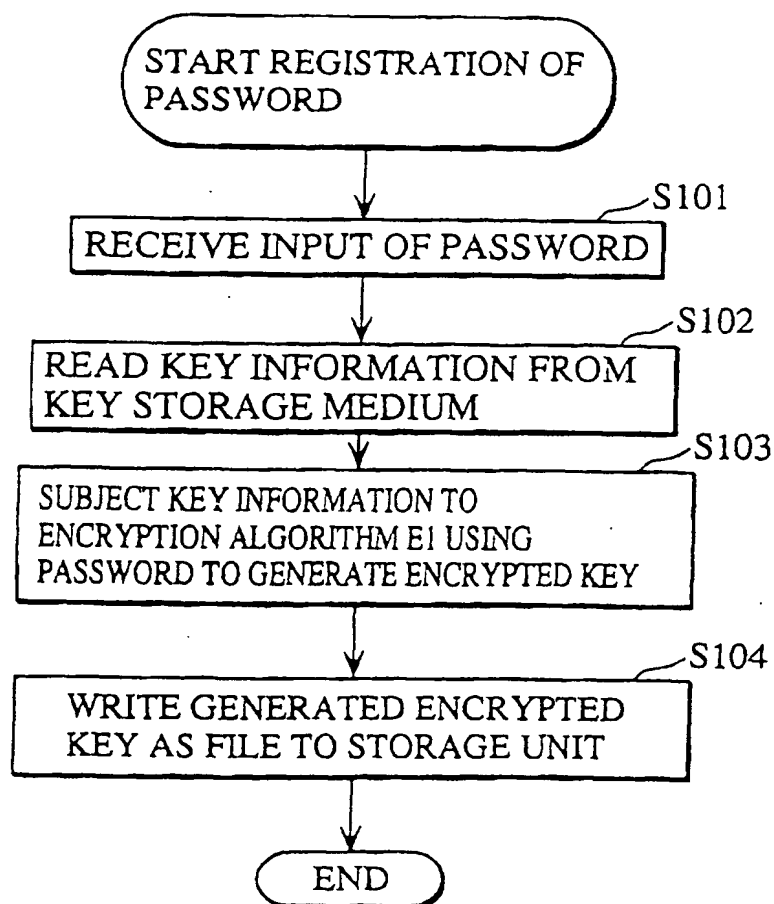 START REGISTRATION OF
PASSWORD
S101
RECEIVE INPUT OF PASSWORD
S102
READ KEY INFORMATION FROM
KEY STORAGE MEDIUM
S103
SUBJECT KEY INFORMATION TO
ENCRYPTION ALGORITHM E1 USING
PASSWORD TO GENERATE ENCRYPTED KEY
S104
WRITE GENERATED ENCRYPTED
KEY AS FILE TO STORAGE UNIT
END